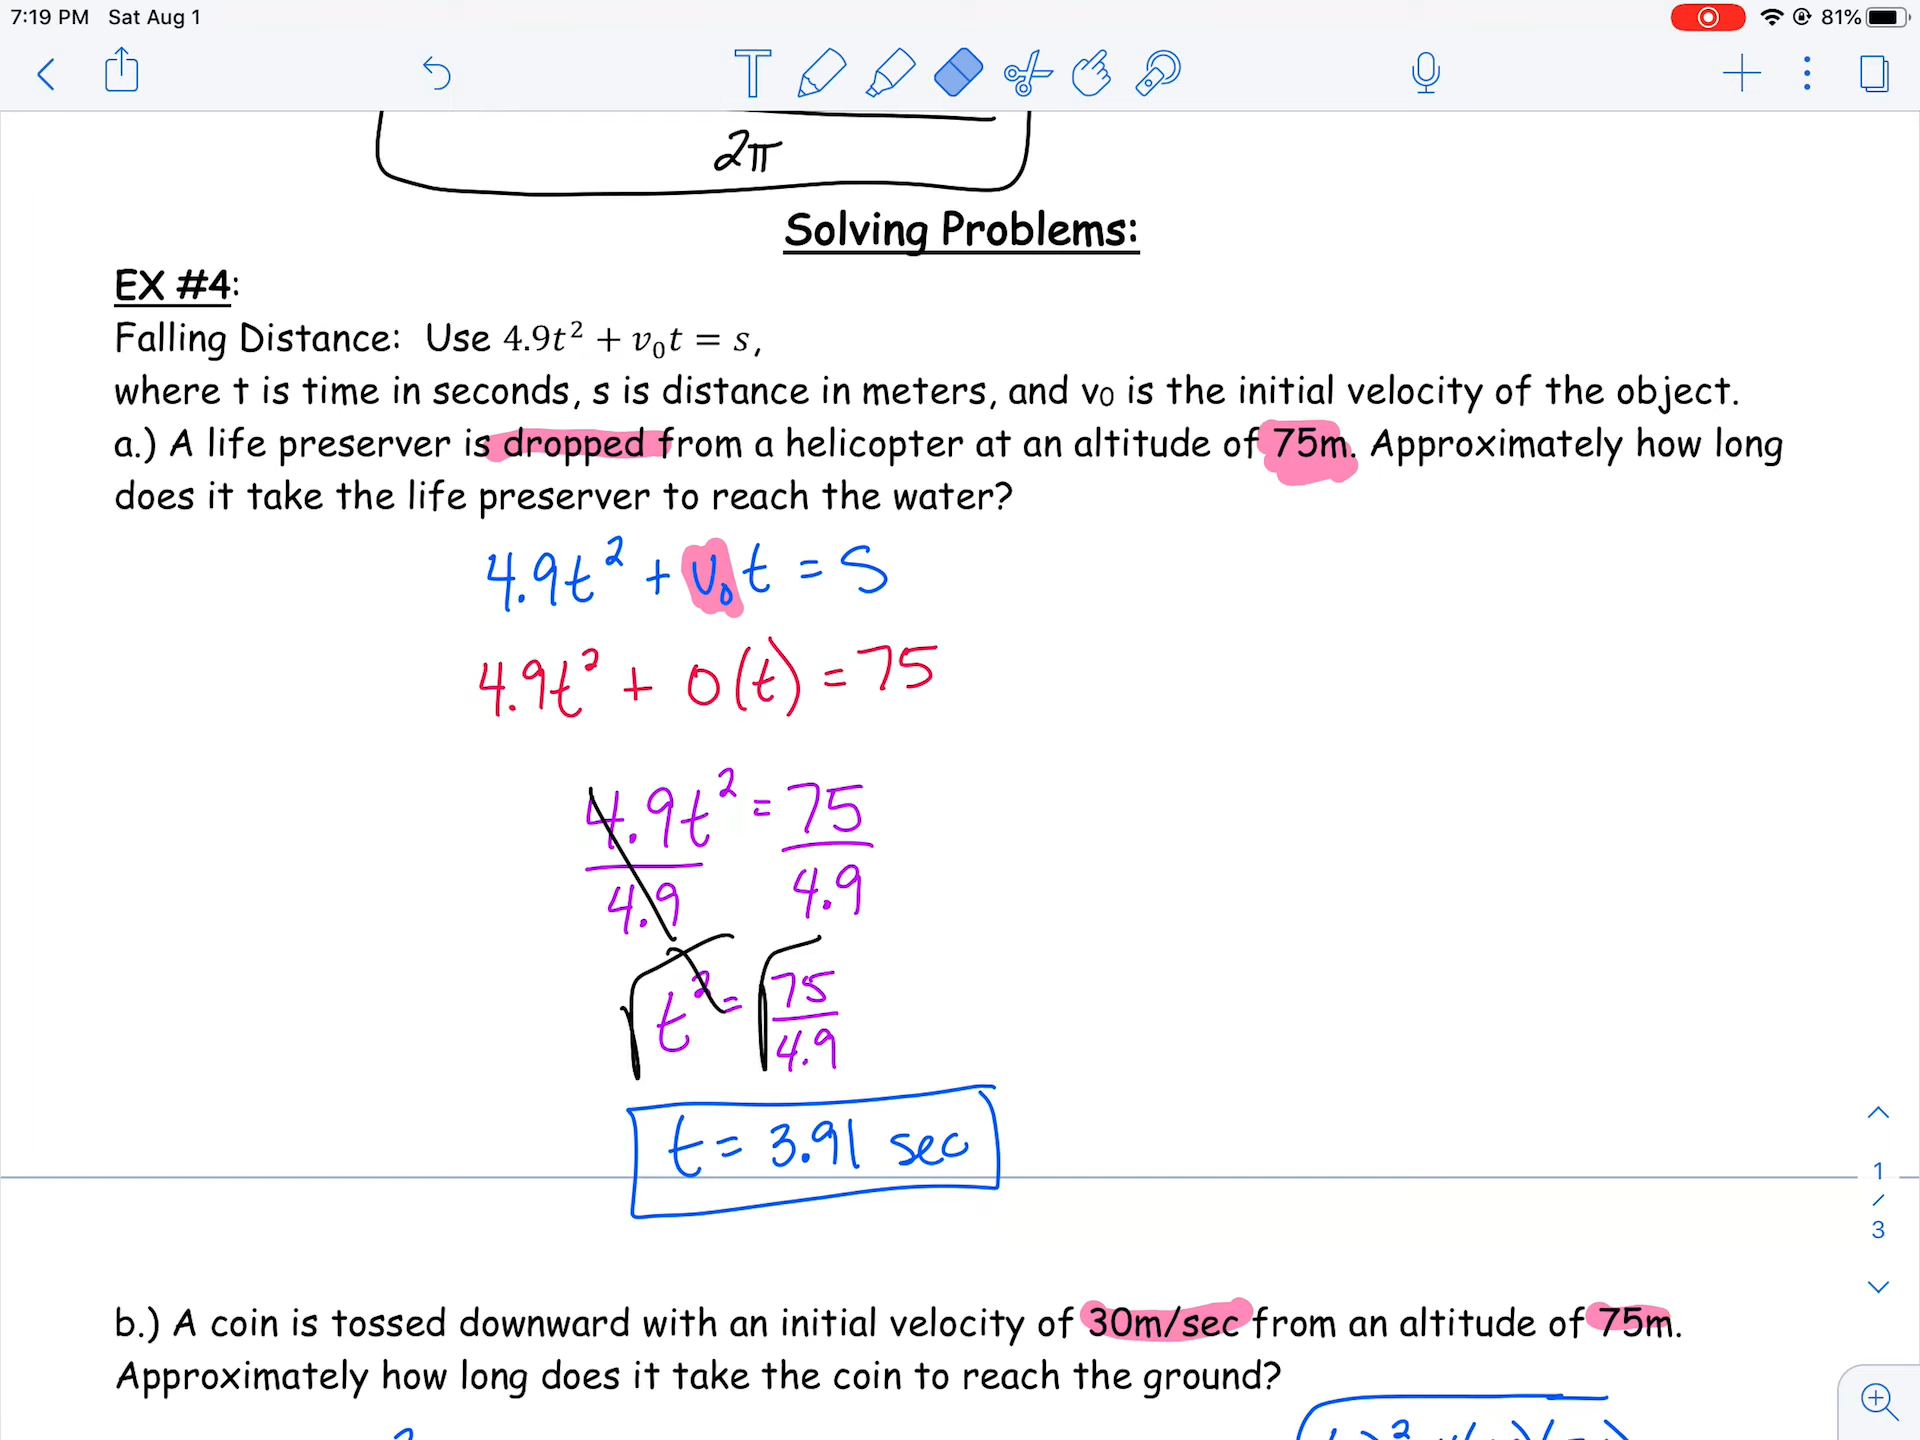 7:19 PM Sat Aug 1
81%
T
2π
Solving Problems:
EX #4:
Falling Distance: Use 4.9t² + v₀t = s,
where t is time in seconds, s is distance in meters, and v₀ is the initial velocity of the object.
a.) A life preserver is dropped from a helicopter at an altitude of 75m. Approximately how long
does it take the life preserver to reach the water?
4.9t² + v₀t = s
4.9t² + 0(t) = 75
4.9t² = 75
4.9 4.9
√t² = √75/4.9
t = 3.91 sec
1
/
3
b.) A coin is tossed downward with an initial velocity of 30m/sec from an altitude of 75m.
Approximately how long does it take the coin to reach the ground?